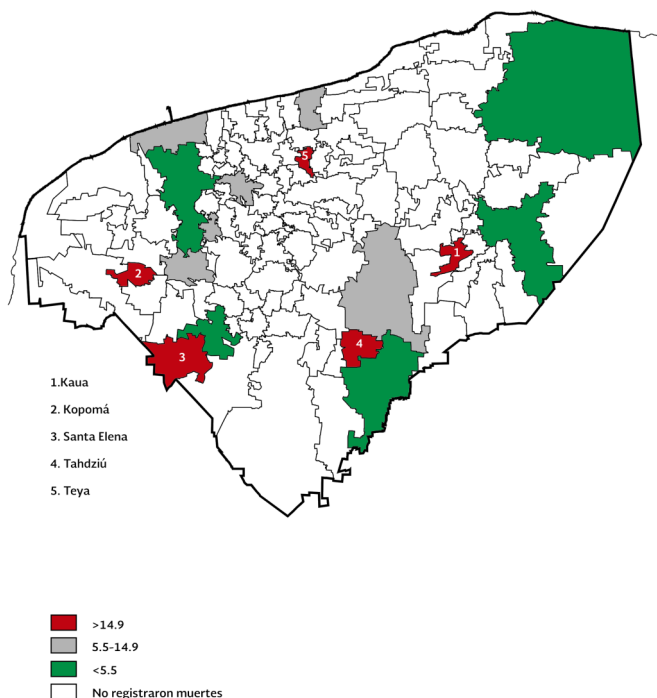 5
1
2
4
3
1.Kaua
2. Kopomá
3. Santa Elena
4. Tahdziú
5. Teya
>14.9
5.5-14.9
<5.5
No registraron muertes